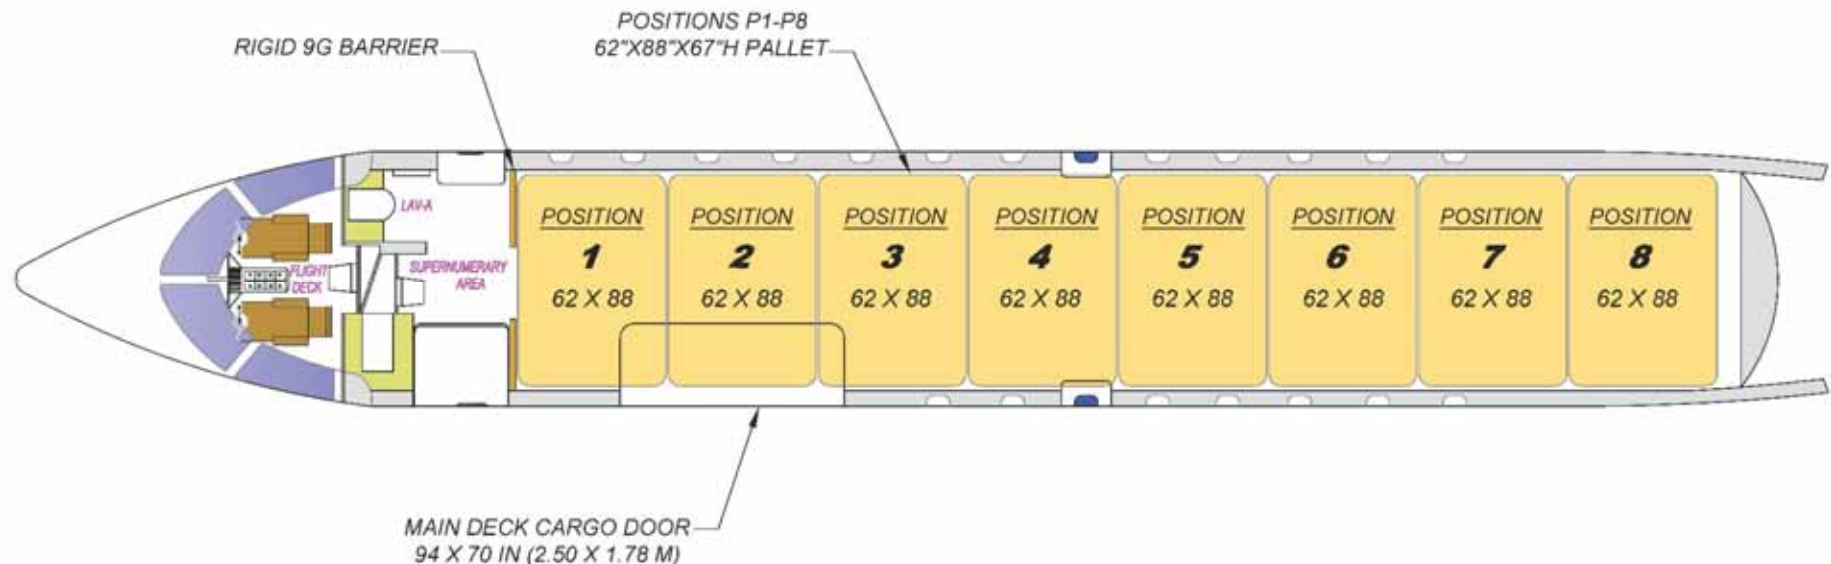 POSITIONS P1-P8
62"X88"X67"H PALLET
RIGID 9G BARRIER
LAV-A
FLIGHT
DECK
SUPERNUMERARY
AREA
POSITION
1
62 X 88
POSITION
2
62 X 88
POSITION
3
62 X 88
POSITION
4
62 X 88
POSITION
5
62 X 88
POSITION
6
62 X 88
POSITION
7
62 X 88
POSITION
8
62 X 88
MAIN DECK CARGO DOOR
94 X 70 IN (2.50 X 1.78 M)